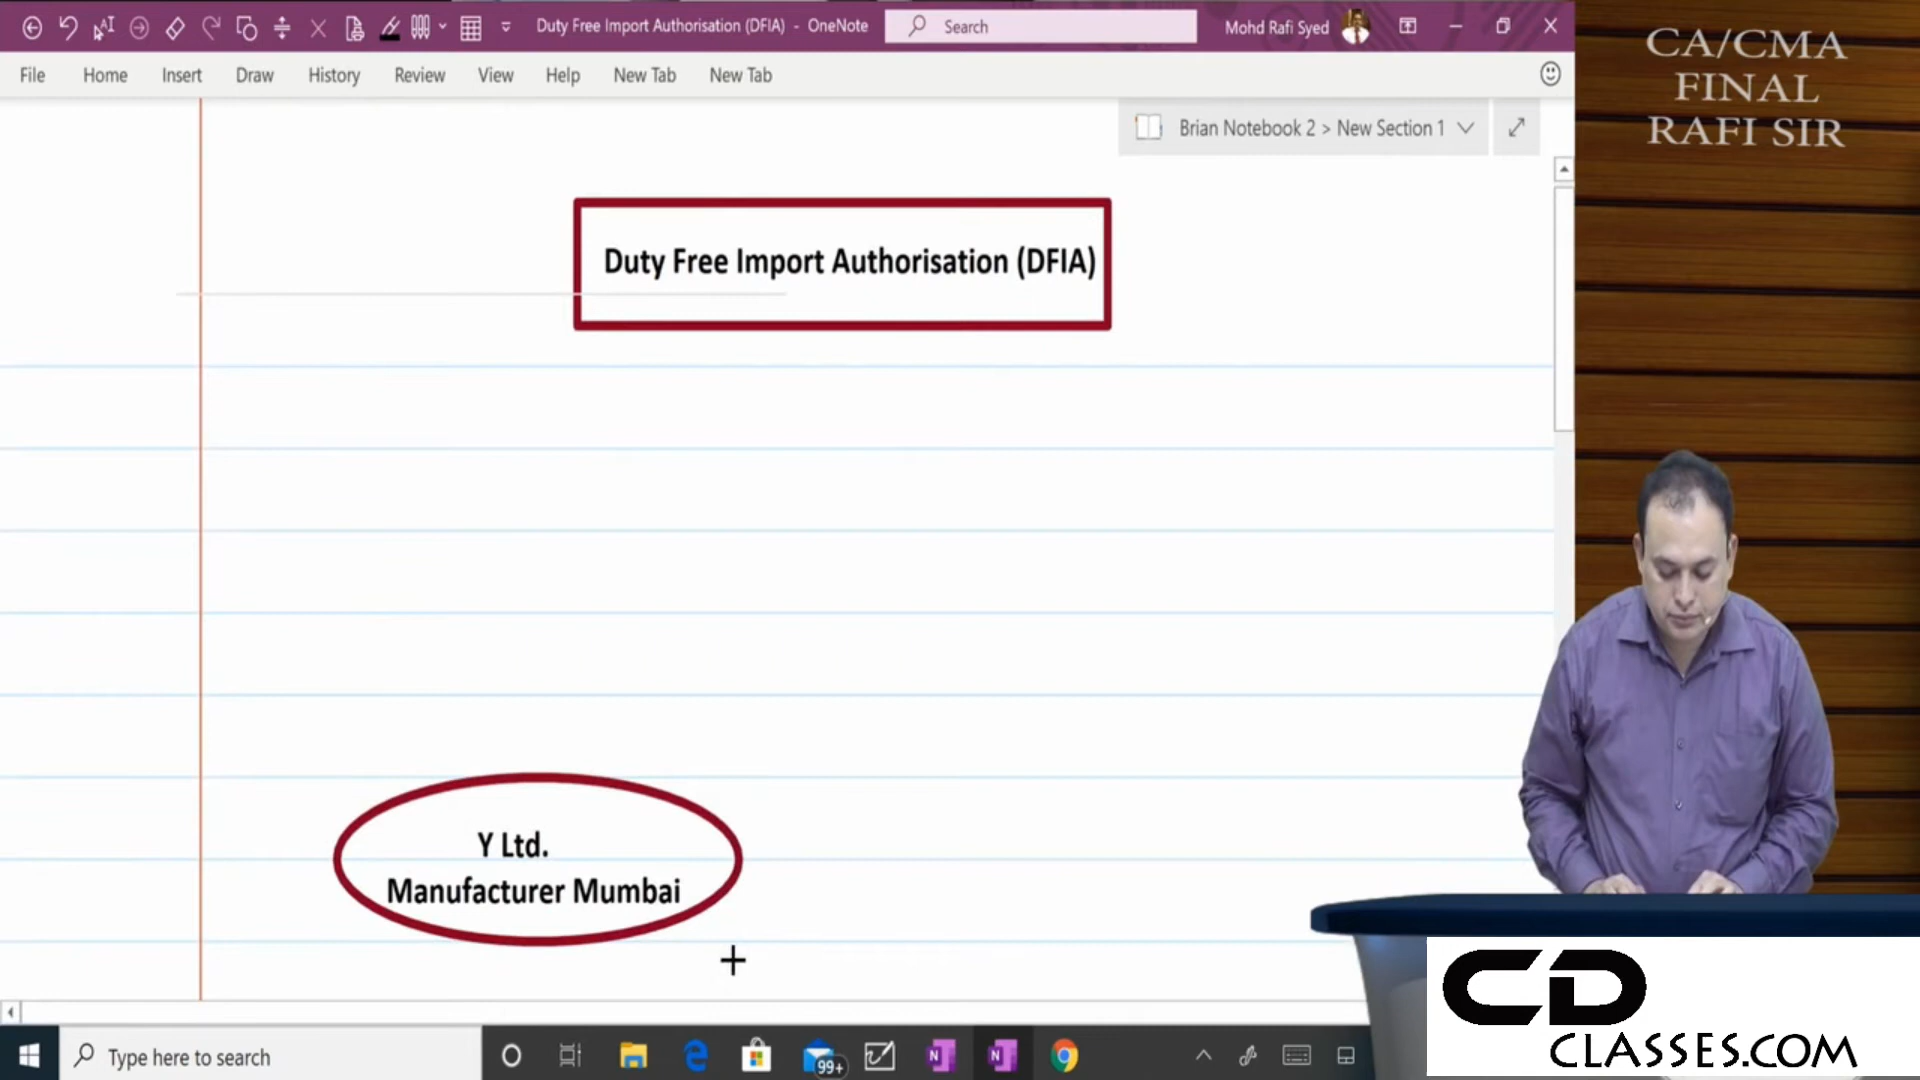 Duty Free Import Authorisation (DFIA) - OneNote
Search
Mohd Rafi Syed
File Home Insert Draw History Review View Help New Tab New Tab
Brian Notebook 2 > New Section 1
Duty Free Import Authorisation (DFIA)
Y Ltd.
Manufacturer Mumbai
CA/CMA
FINAL
RAFI SIR
Type here to search
99+
CD
CLASSES.COM